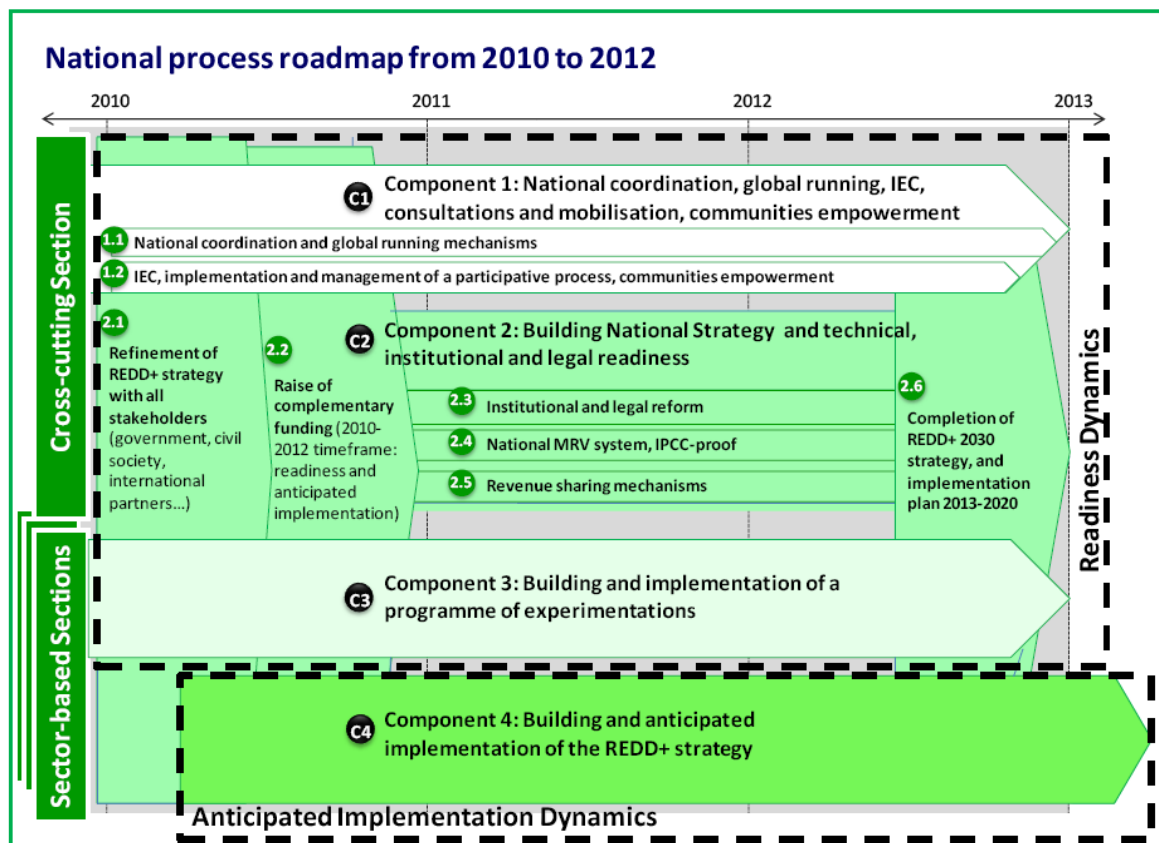 National process roadmap from 2010 to 2012
2010
2011
2012
2013
Cross-cutting Section
C1
Component 1: National coordination, global running, IEC,
consultations and mobilisation, communities empowerment
1.1 National coordination and global running mechanisms
1.2 IEC, implementation and management of a participative process, communities empowerment
2.1
Refinement of
REDD+ strategy
with all
stakeholders
(government, civil
society,
international
partners...)
2.2
Raise of
complementary
funding (2010-
2012 timeframe:
readiness and
anticipated
implementation)
C2
Component 2: Building National Strategy and technical,
institutional and legal readiness
2.3 Institutional and legal reform
2.4 National MRV system, IPCC-proof
2.5 Revenue sharing mechanisms
2.6
Completion of
REDD+ 2030
strategy, and
implementation
plan 2013-2020
Readiness Dynamics
Sector-based Sections
C3
Component 3: Building and implementation of a
programme of experimentations
C4
Component 4: Building and anticipated
implementation of the REDD+ strategy
Anticipated Implementation Dynamics